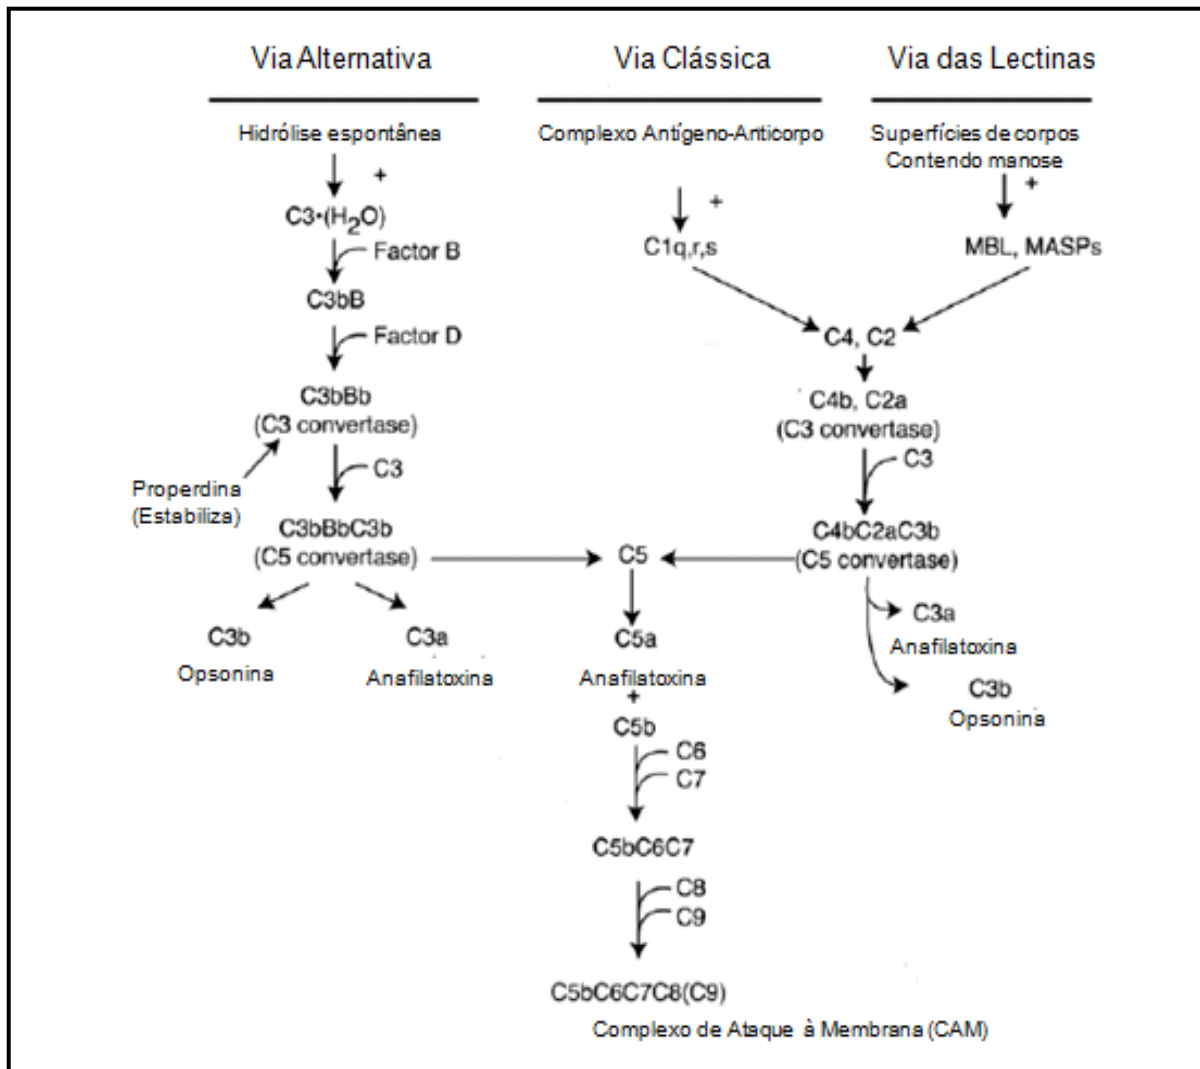 Via Alternativa
Hidrólise espontânea
+
C3•(H2O)
Factor B
C3bB
Factor D
C3bBb
(C3 convertase)
C3
Properdina
(Estabiliza)
C3bBbC3b
(C5 convertase)
C3b
Opsonina
C3a
Anafilatoxina
Via Clássica
Complexo Antígeno-Anticorpo
+
C1q,r,s
Via das Lectinas
Superfícies de corpos
Contendo manose
+
MBL, MASPs
C4, C2
C4b, C2a
(C3 convertase)
C3
C4bC2aC3b
(C5 convertase)
C3a
Anafilatoxina
C3b
Opsonina
C5
C5a
Anafilatoxina
+
C5b
C6
C7
C5bC6C7
C8
C9
C5bC6C7C8(C9)
Complexo de Ataque à Membrana (CAM)